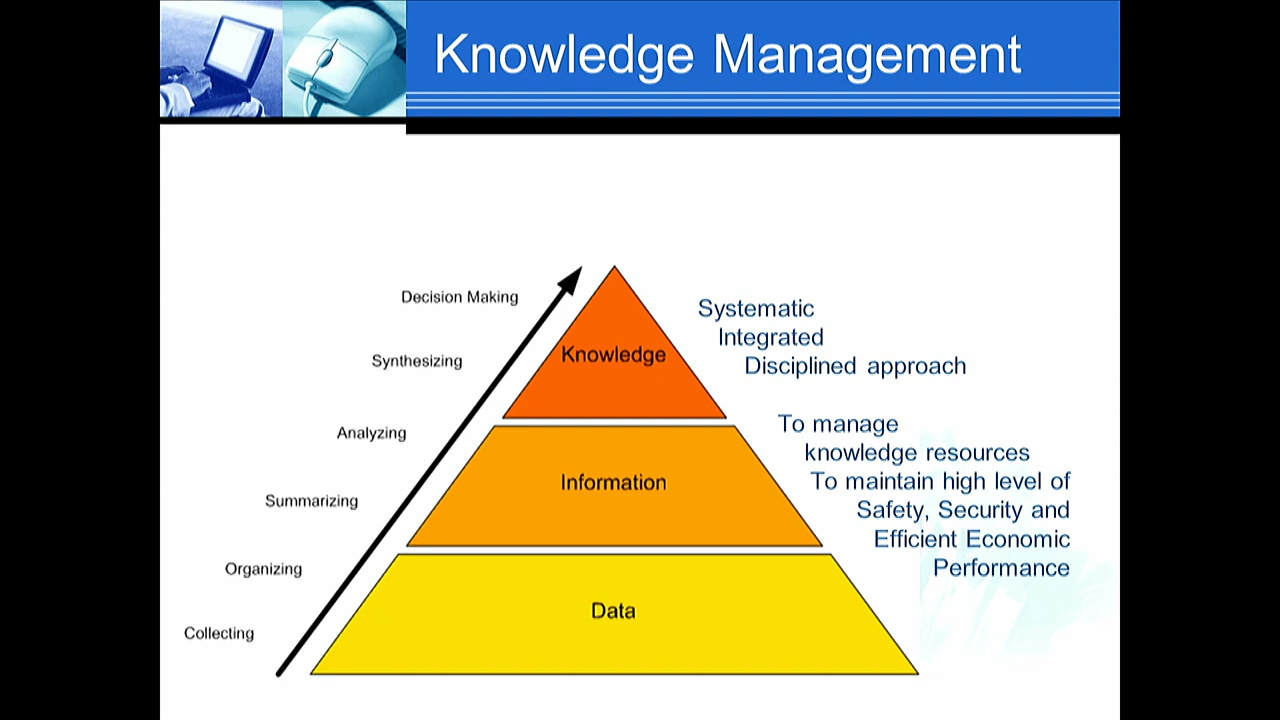 Knowledge Management
Decision Making
Synthesizing
Analyzing
Summarizing
Organizing
Collecting
Knowledge
Information
Data
Systematic
Integrated
Disciplined approach
To manage
knowledge resources
To maintain high level of
Safety, Security and
Efficient Economic
Performance